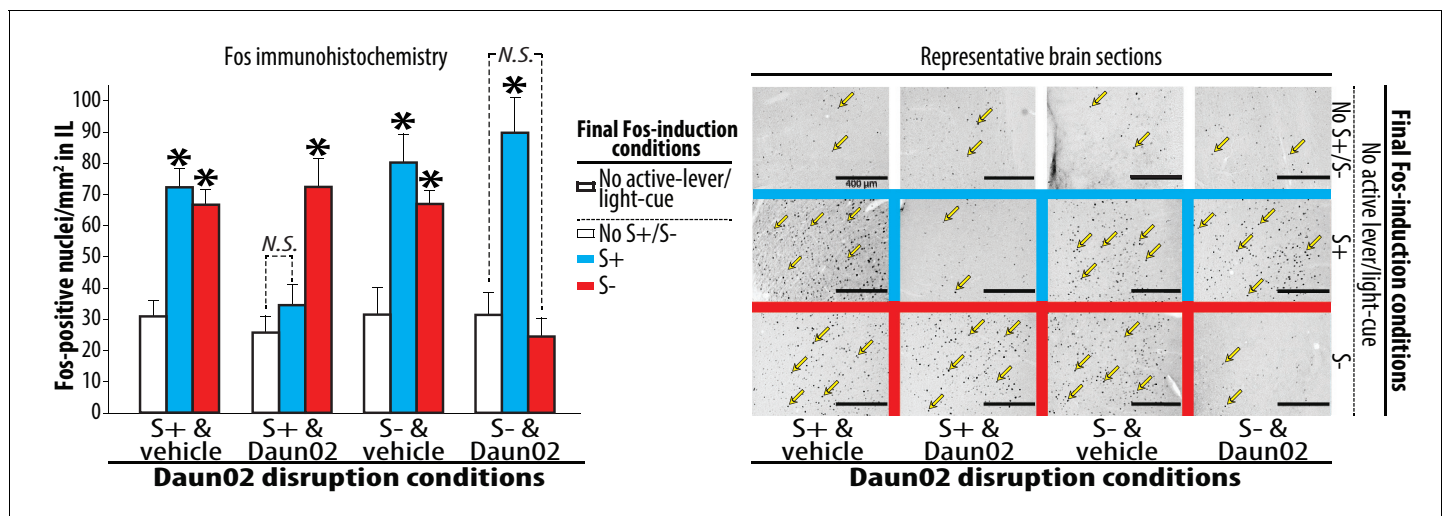 Fos immunohistochemistry
Fos-positive nuclei/mm² in IL
100
90
80
70
60
50
40
30
20
10
0
*
*
N.S.
*
*
*
N.S.
*
S+ &
vehicle
S+ &
Daun02
S- &
vehicle
S- &
Daun02
Daun02 disruption conditions
Final Fos-induction
conditions
No active-lever/
light-cue
No S+/S-
S+
S-
Representative brain sections
400 µm
No S+/S-
S+
S-
No active lever/light-cue
Final Fos-induction conditions
S+ &
vehicle
S+ &
Daun02
S- &
vehicle
S- &
Daun02
Daun02 disruption conditions